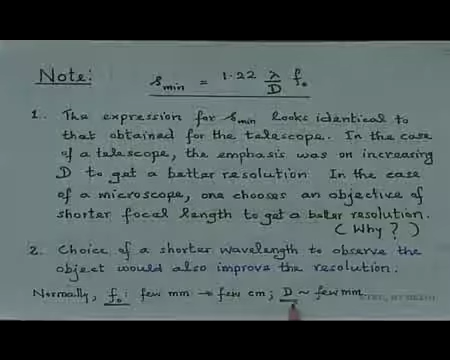 Note: s_min = 1.22 λ/D f₀
1. The expression for s_min looks identical to
that obtained for the telescope. In the case
of a telescope, the emphasis was on increasing
D to get a better resolution In the case
of a microscope, one chooses an objective of
shorter focal length to get a better resolution.
(Why?)
2. Choice of a shorter wavelength to observe the
object would also improve the resolution.
Normally, f₀: few mm → few cm; D ~ few mm